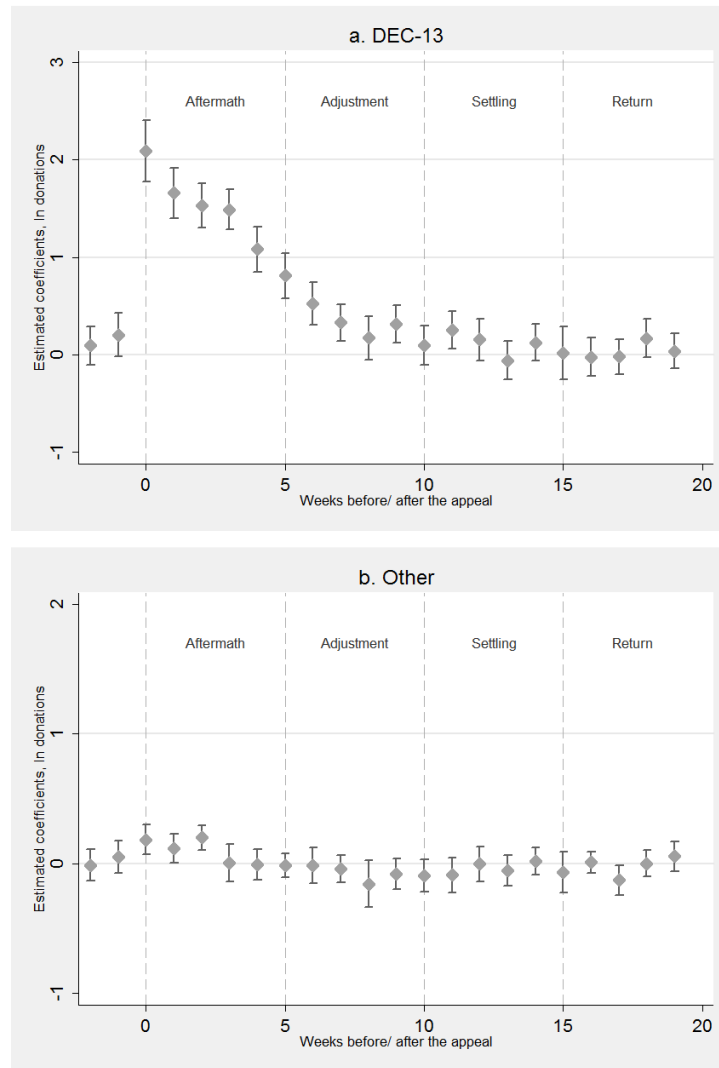 a. DEC-13
3
2
1
0
-1
Estimated coefficients, ln donations
Aftermath Adjustment Settling Return
0 5 10 15 20
Weeks before/ after the appeal
b. Other
2
1
0
-1
Estimated coefficients, ln donations
Aftermath Adjustment Settling Return
0 5 10 15 20
Weeks before/ after the appeal